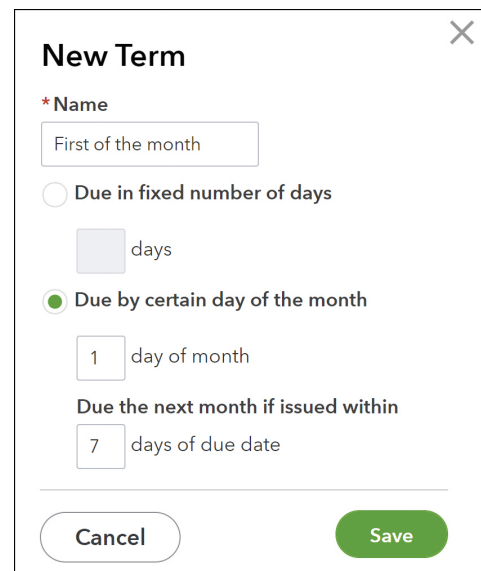 New Term
*Name
First of the month
Due in fixed number of days
days
Due by certain day of the month
1 day of month
Due the next month if issued within
7 days of due date
Cancel Save